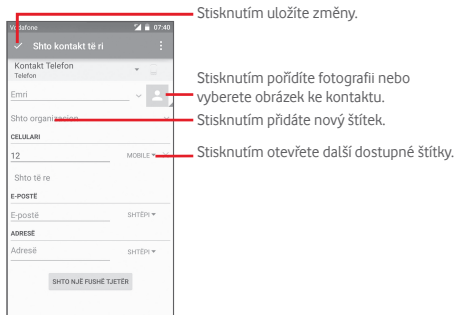 Vodafone 07:40
Stisknutím uložíte změny.
Shto kontakt të ri
Kontakt Telefon
Telefon
Emri
Stisknutím pořídíte fotografii nebo
vyberete obrázek ke kontaktu.
Shto organizacion
Stisknutím přidáte nový štítek.
CELULARI
12 MOBILE
Stisknutím otevřete další dostupné štítky.
Shto të re
E-POSTË
E-postë SHTËPI
ADRESË
Adresë SHTËPI
SHTO NJË FUSHË TJETËR